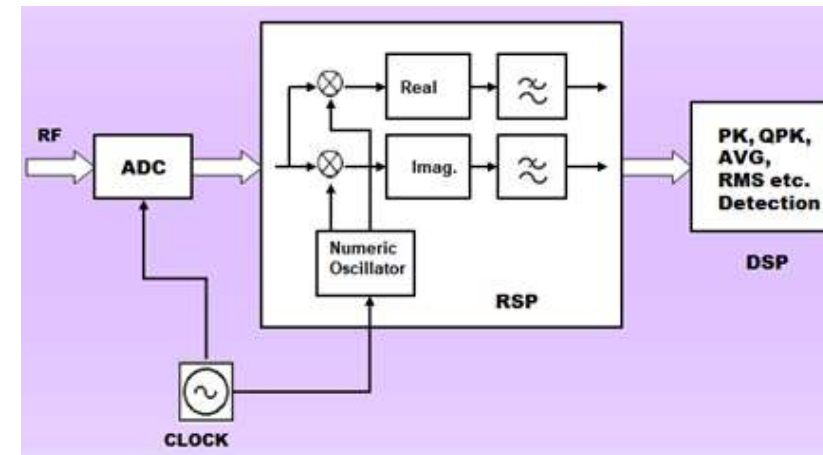 RF
ADC
Real
Imag.
Numeric
Oscillator
RSP
PK, QPK,
AVG,
RMS etc.
Detection
DSP
CLOCK